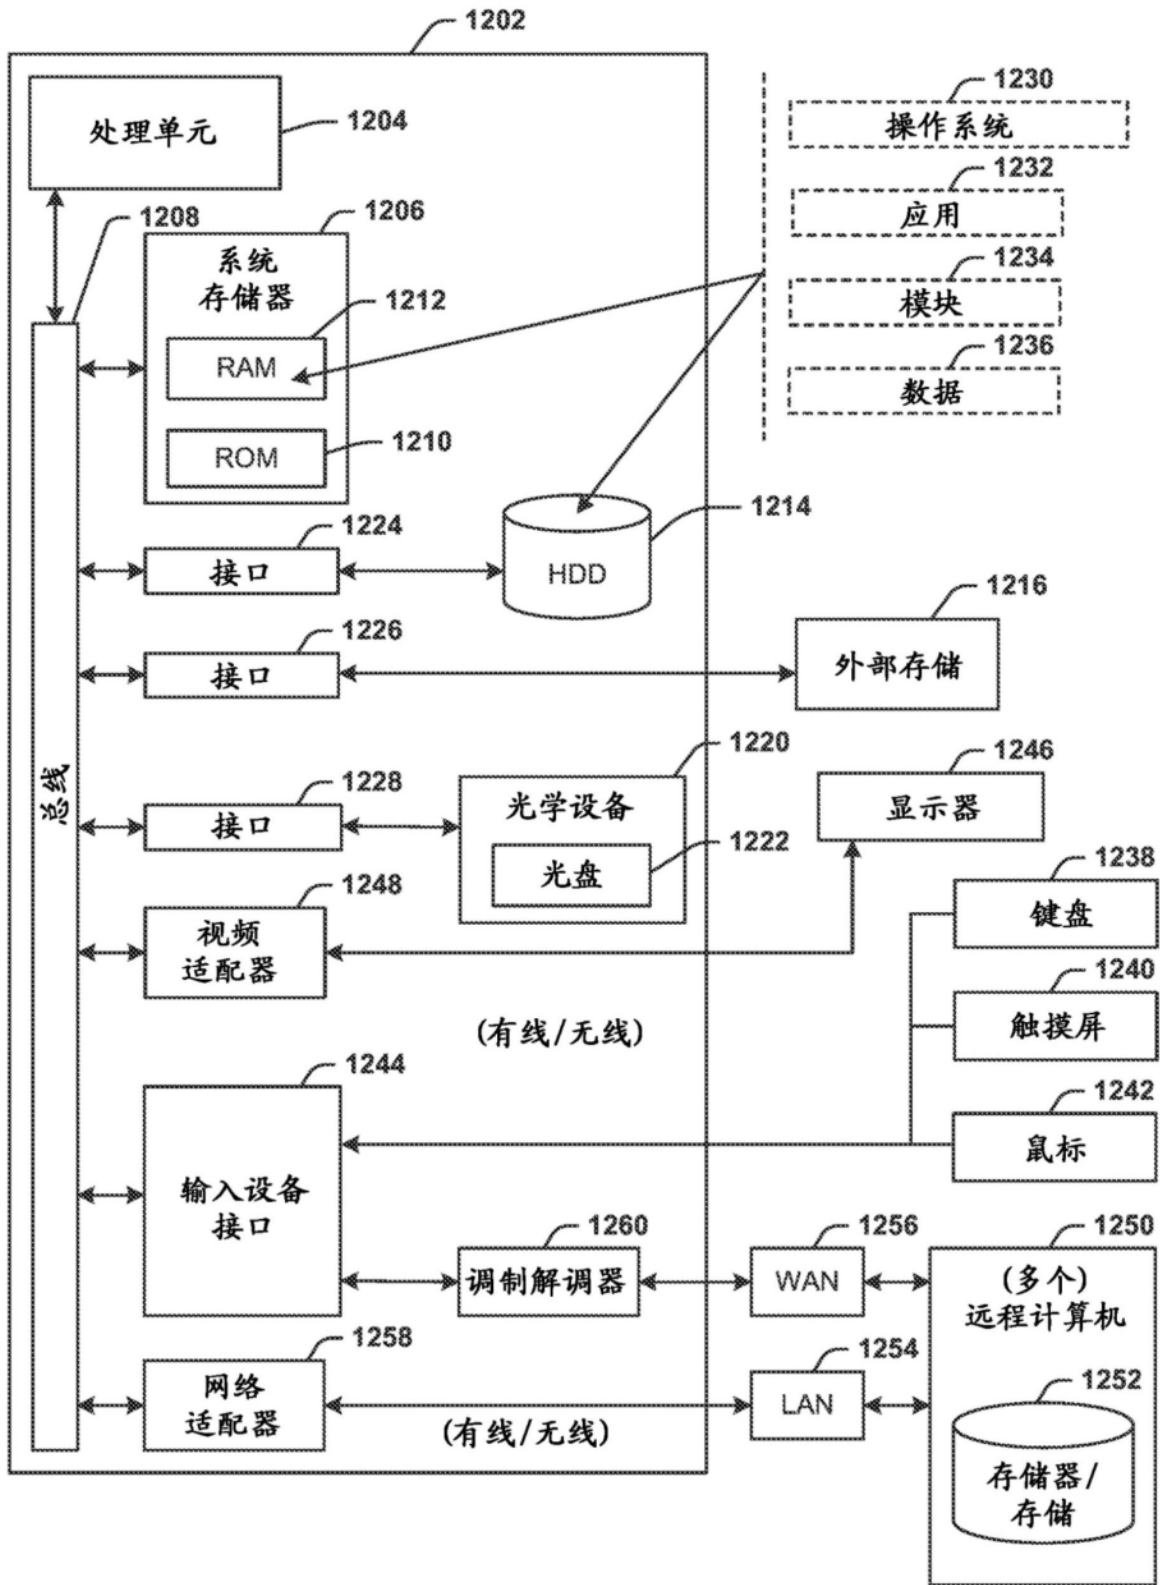 1202
处理单元
1204
1230
操作系统
1232
应用
1234
模块
1236
数据
1208
1206
系统
存储器
1212
RAM
1210
ROM
1224
接口
1214
HDD
1226
接口
1216
外部存储
总线
1228
接口
1220
光学设备
1222
光盘
1246
显示器
1248
视频
适配器
1238
键盘
1240
触摸屏
1242
鼠标
(有线/无线)
1244
输入设备
接口
1260
调制解调器
1256
WAN
1250
(多个)
远程计算机
1258
网络
适配器
(有线/无线)
1254
LAN
1252
存储器/
存储